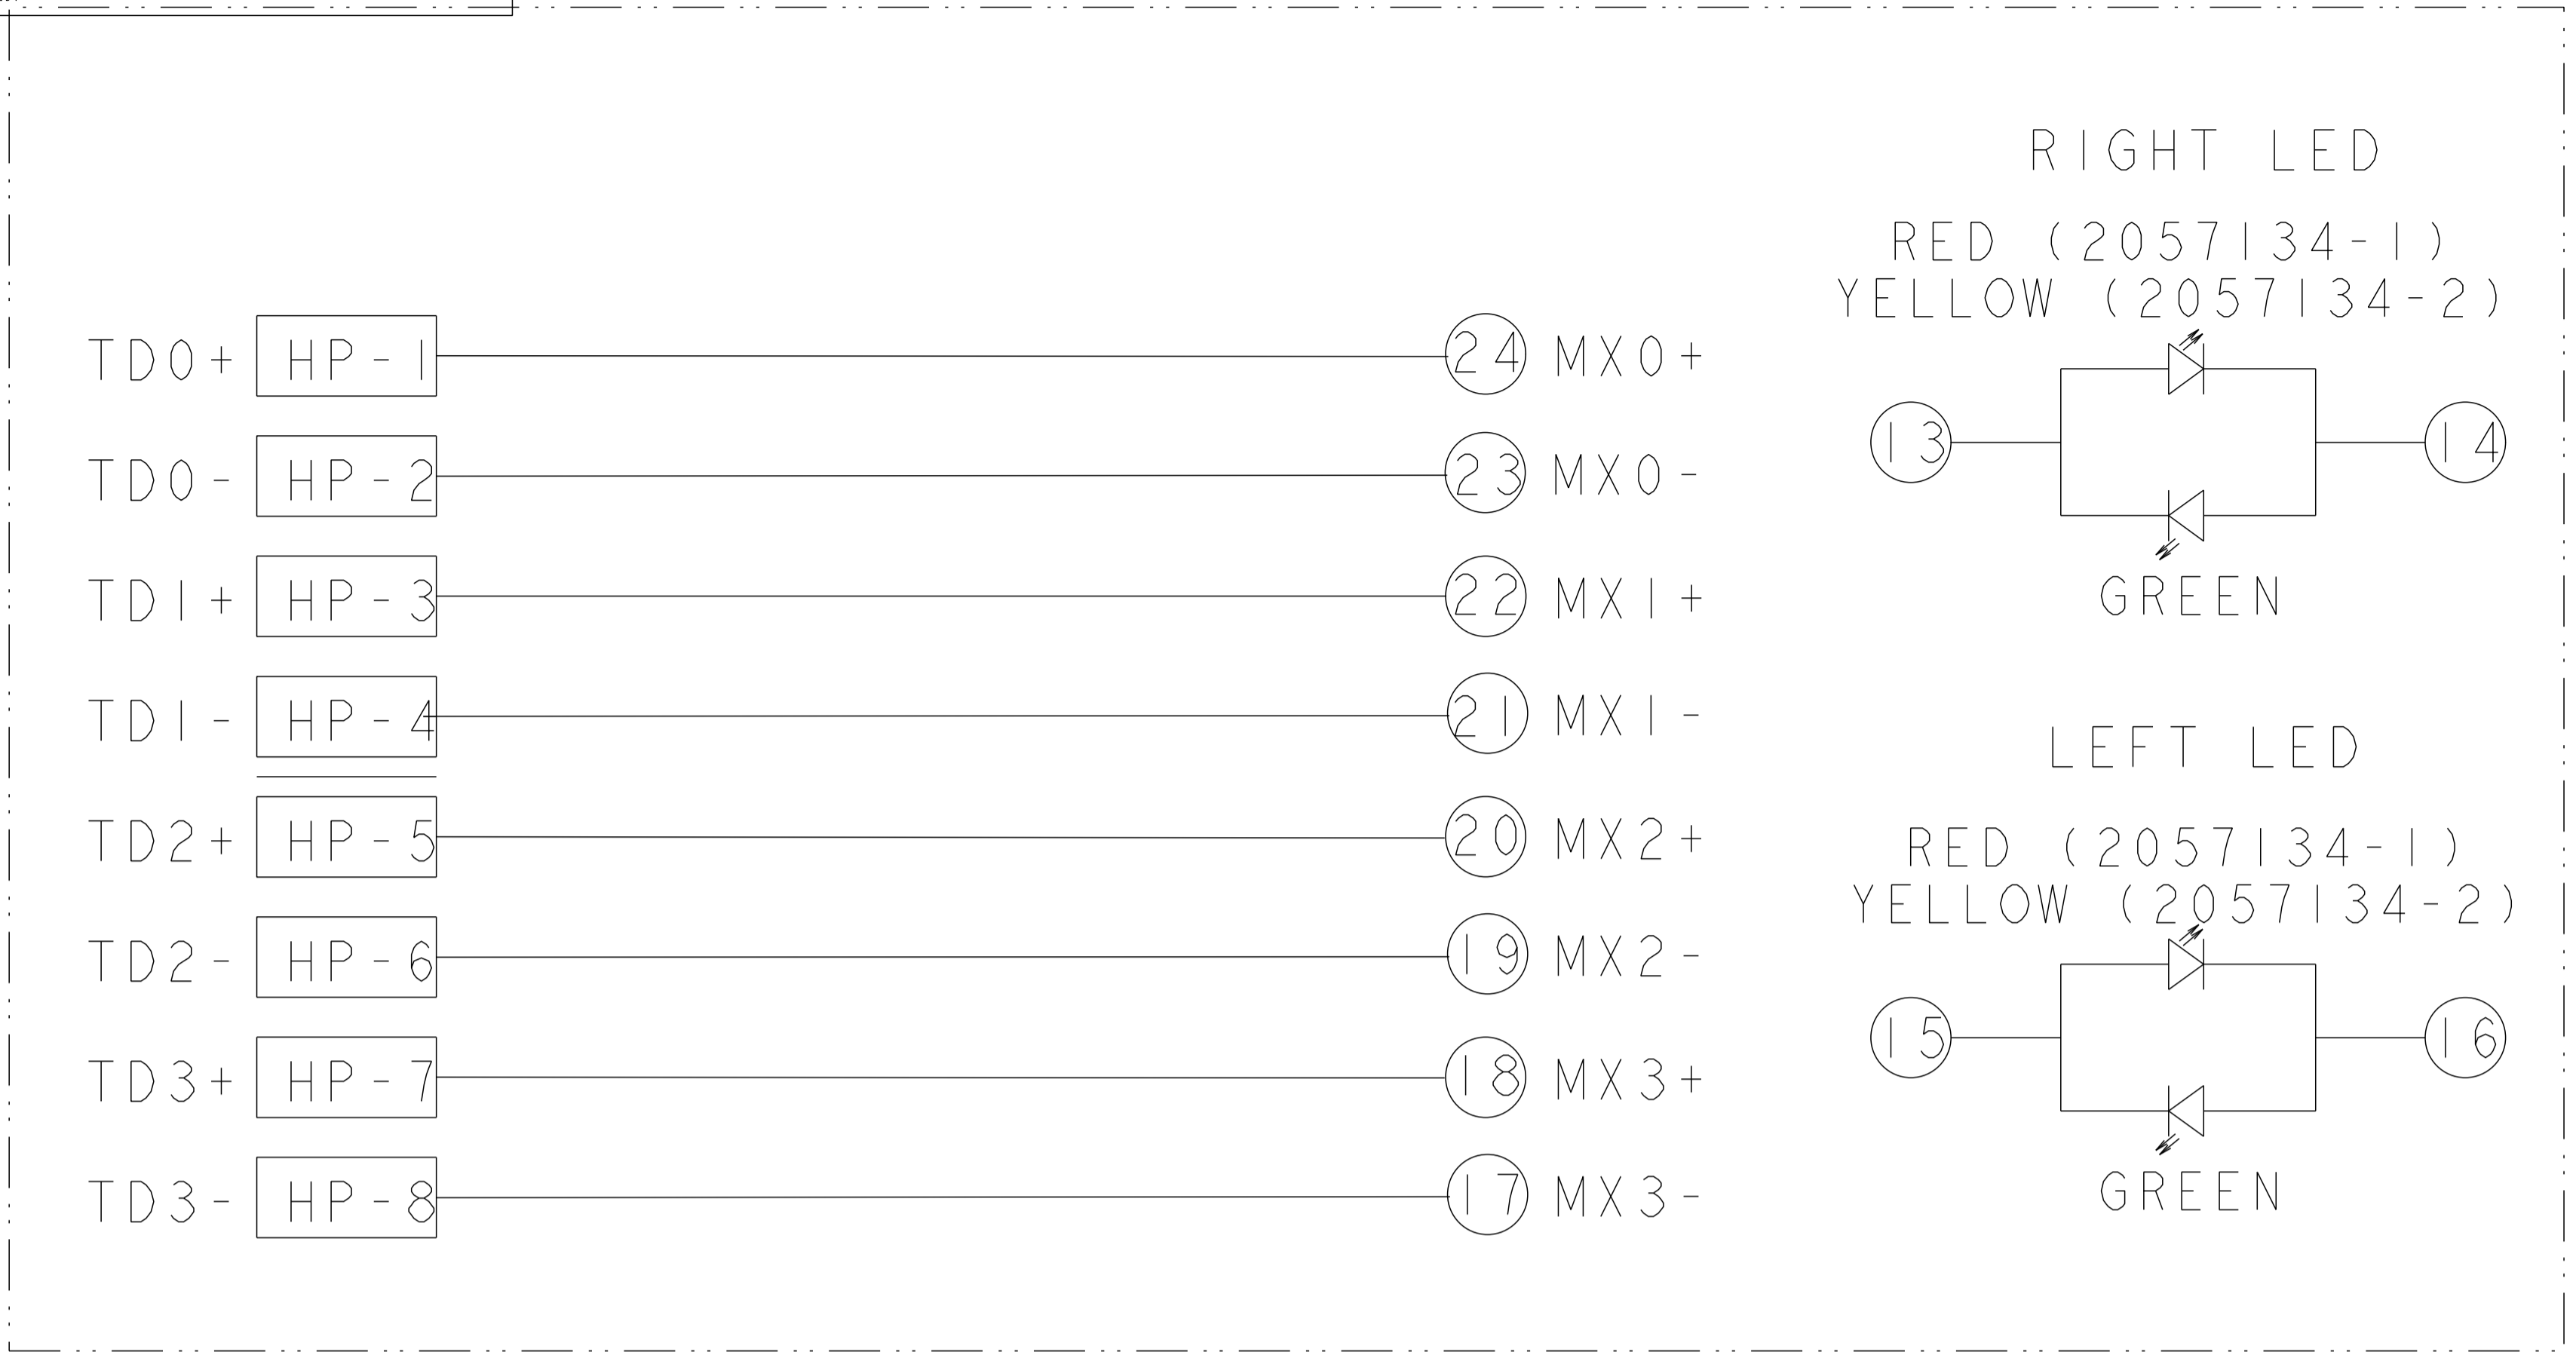 RIGHT LED
RED (2057134-1)
YELLOW (2057134-2)
13 14
GREEN
LEFT LED
RED (2057134-1)
YELLOW (2057134-2)
15 16
GREEN
TD0+ HP-1 24 MX0+
TD0- HP-2 23 MX0-
TD1+ HP-3 22 MX1+
TD1- HP-4 21 MX1-
TD2+ HP-5 20 MX2+
TD2- HP-6 19 MX2-
TD3+ HP-7 18 MX3+
TD3- HP-8 17 MX3-